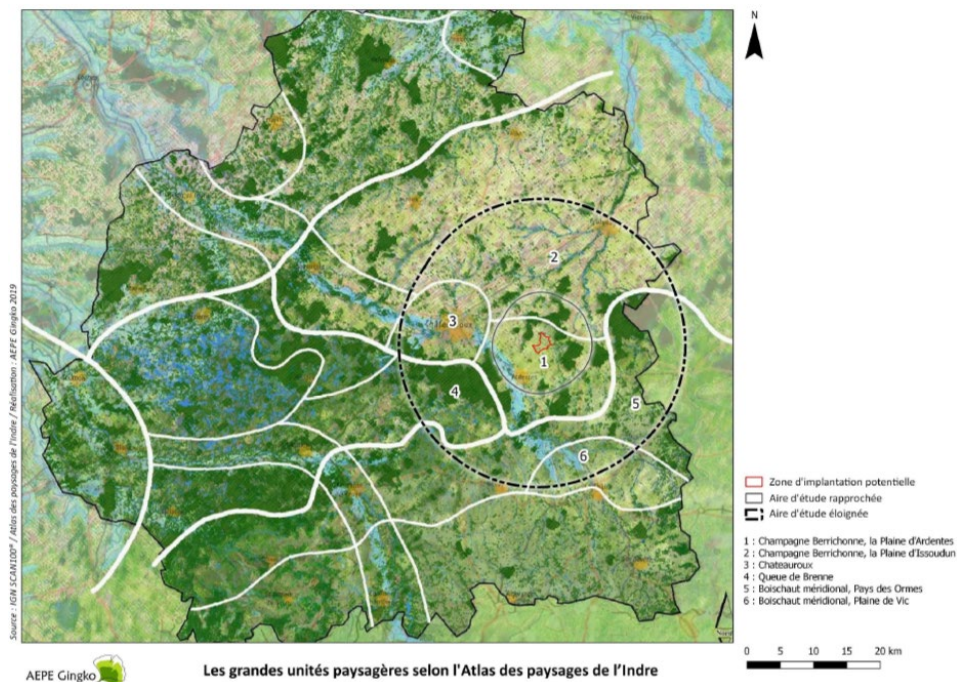 N
2
3
1
4
5
6
Source : IGN SCAN100® / Atlas des paysages de l'Indre / Réalisation : AEPE Gingko 2019
Zone d'implantation potentielle
Aire d'étude rapprochée
Aire d'étude éloignée
1 : Champagne Berrichonne, la Plaine d'Ardentes
2 : Champagne Berrichonne, la Plaine d'Issoudun
3 : Chateauroux
4 : Queue de Brenne
5 : Boischaut méridional, Pays des Ormes
6 : Boischaut méridional, Plaine de Vic
0 5 10 15 20 km
AEPE Gingko
Les grandes unités paysagères selon l'Atlas des paysages de l'Indre